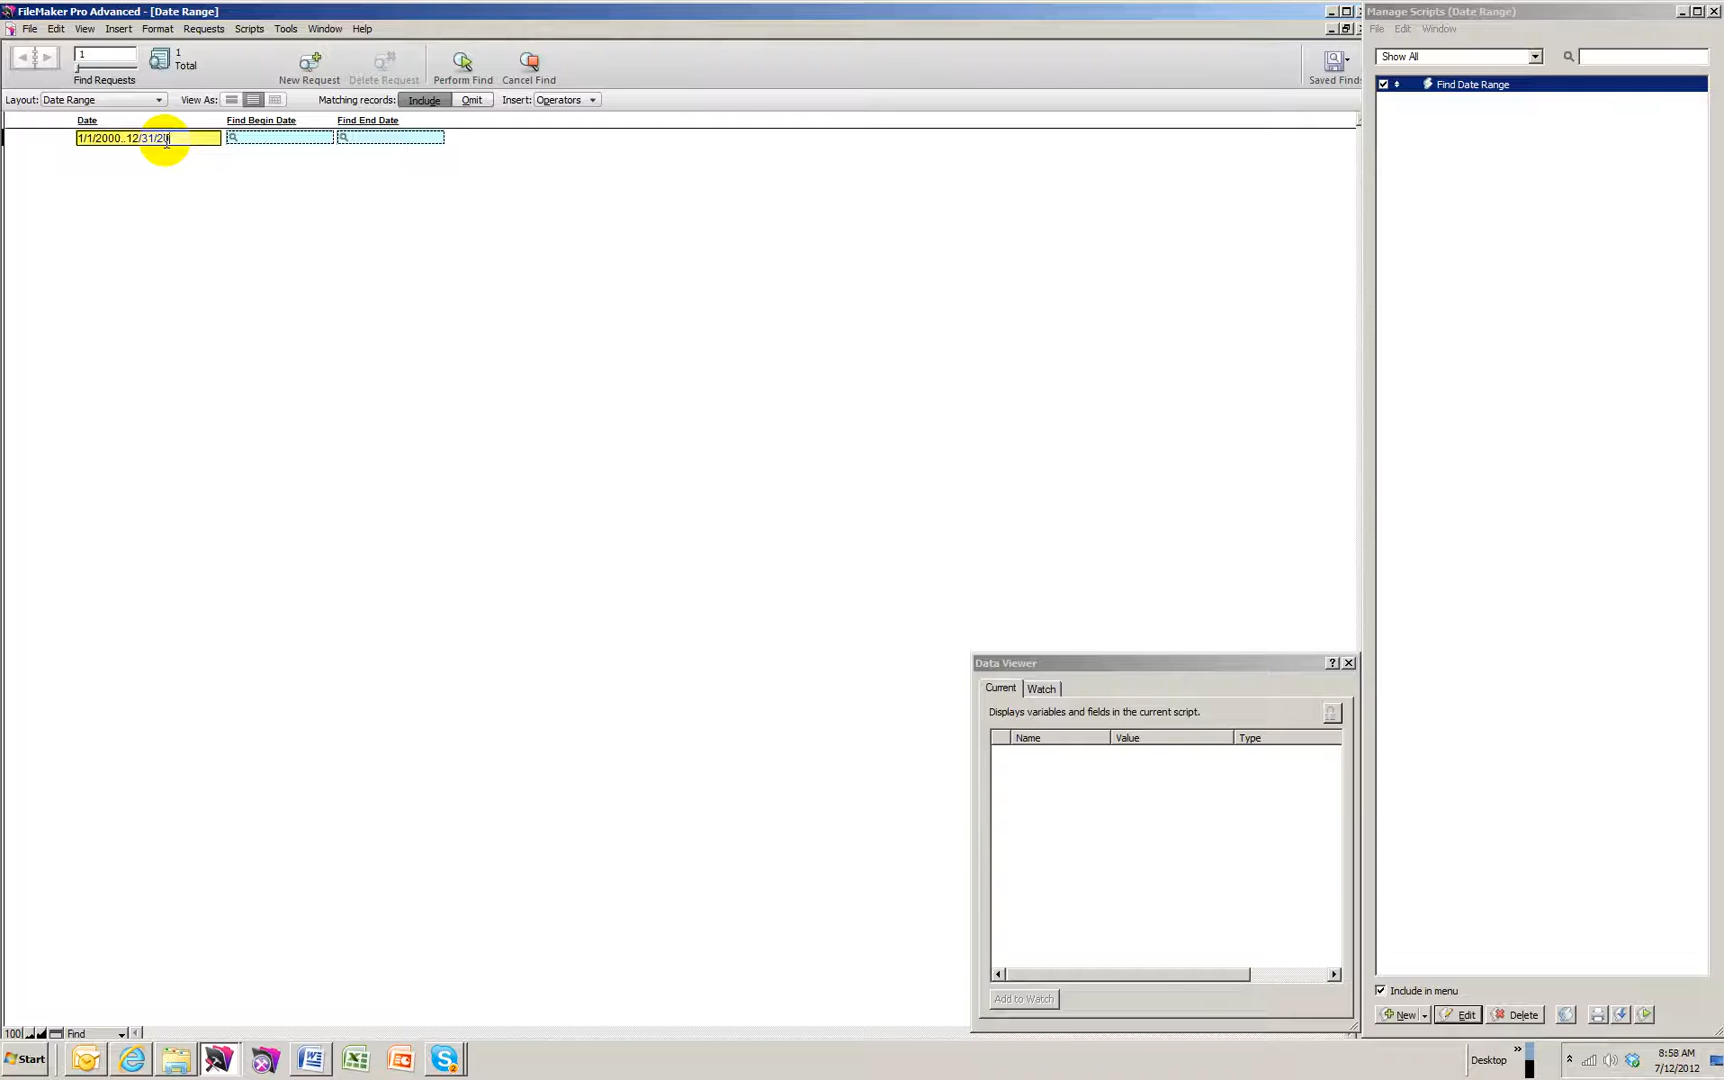 FileMaker Pro Advanced - [Date Range]
File Edit View Insert Format Requests Scripts Tools Window Help
1
1
Total
Find Requests
New Request
Delete Request
Perform Find
Cancel Find
Saved Finds
Layout: Date Range
View As:
Matching records: Include Omit
Insert: Operators
Date
Find Begin Date
Find End Date
1/1/2000..12/31/20
Manage Scripts (Date Range)
File Edit Window
Show All
Find Date Range
Data Viewer
Current Watch
Displays variables and fields in the current script.
Name Value Type
Add to Watch
Include in menu
New Edit Delete
100 Find
Start
2
Desktop
8:58 AM
7/12/2012